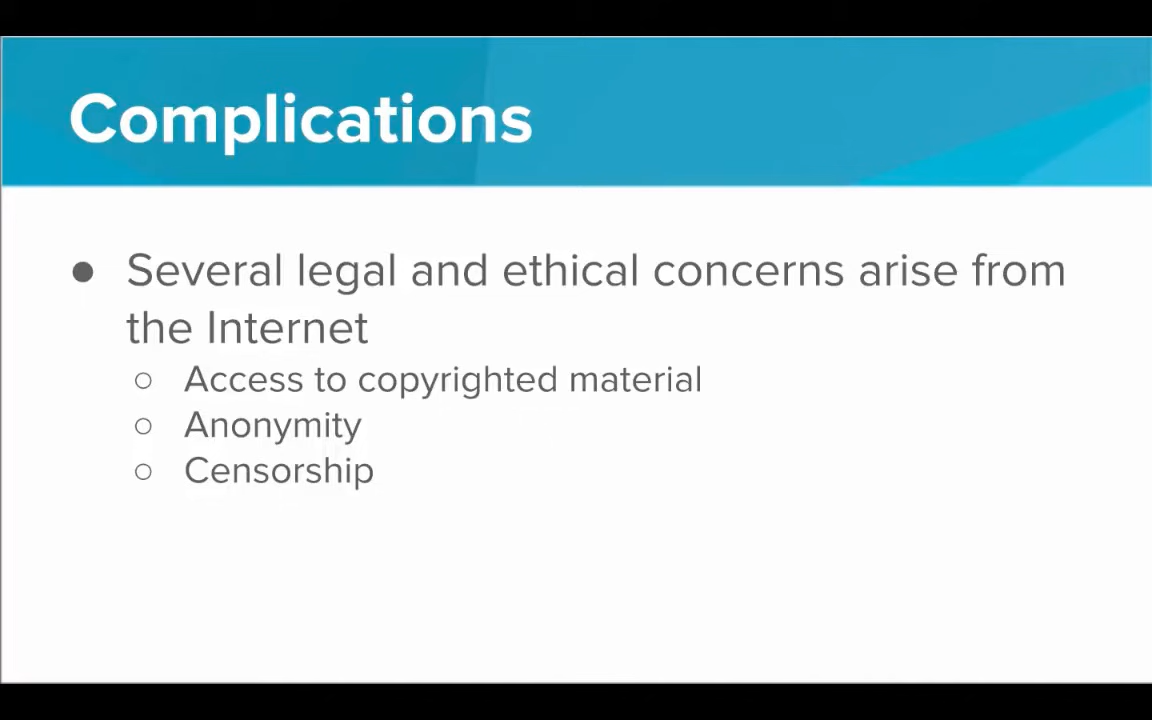 Complications
● Several legal and ethical concerns arise from
the Internet
○ Access to copyrighted material
○ Anonymity
○ Censorship